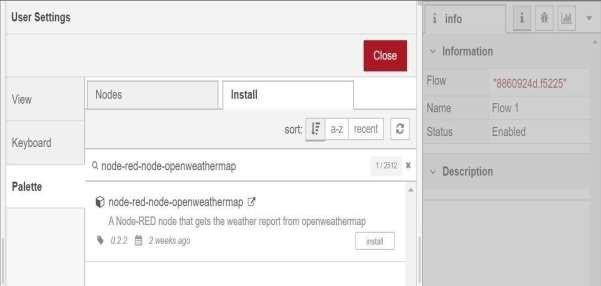 User Settings
Close
View
Keyboard
Palette
Nodes
Install
sort:
a-z
recent
node-red-node-openweathermap
1 / 2512
node-red-node-openweathermap
A Node-RED node that gets the weather report from openweathermap
0.2.2
2 weeks ago
install
i info
i
Information
Flow "8860924d.f5225"
Name Flow 1
Status Enabled
Description